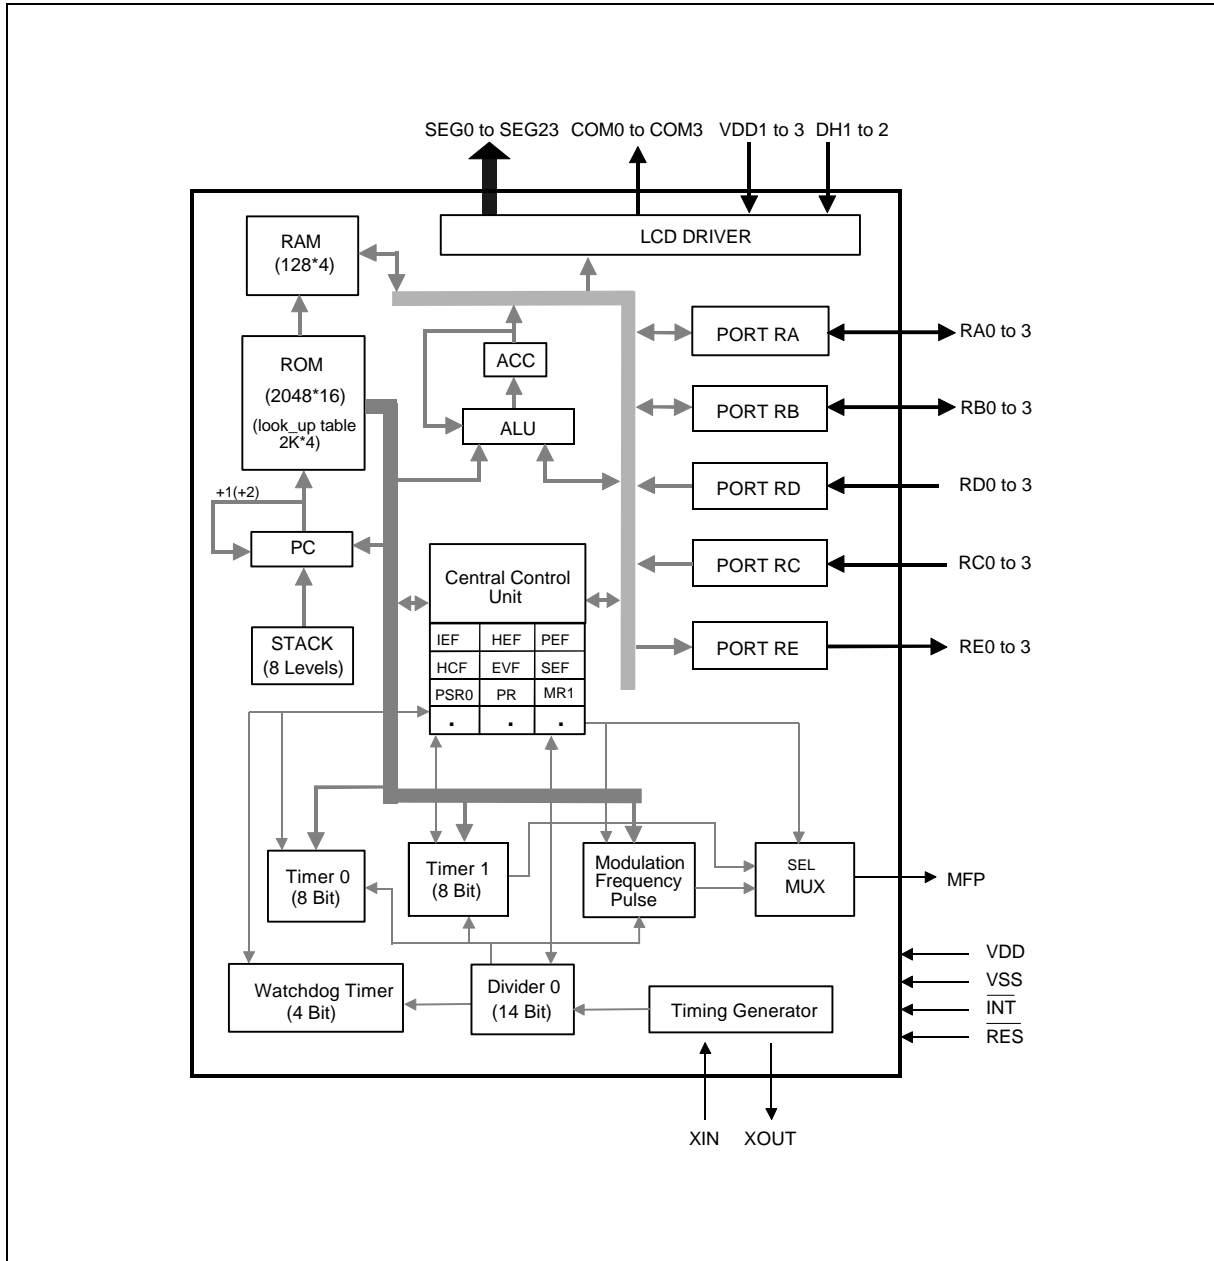 SEG0 to SEG23 COM0 to COM3 VDD1 to 3 DH1 to 2
LCD DRIVER
RAM
(128*4)
ROM
(2048*16)
(look_up table
2K*4)
ACC
ALU
+1(+2)
PC
STACK
(8 Levels)
PORT RA
RA0 to 3
PORT RB
RB0 to 3
PORT RD
RD0 to 3
PORT RC
RC0 to 3
PORT RE
RE0 to 3
Central Control
Unit
IEF HEF PEF
HCF EVF SEF
PSR0 PR MR1
. . .
Timer 0
(8 Bit)
Timer 1
(8 Bit)
Modulation
Frequency
Pulse
SEL
MUX
MFP
Watchdog Timer
(4 Bit)
Divider 0
(14 Bit)
Timing Generator
VDD
VSS
INT
RES
XIN XOUT